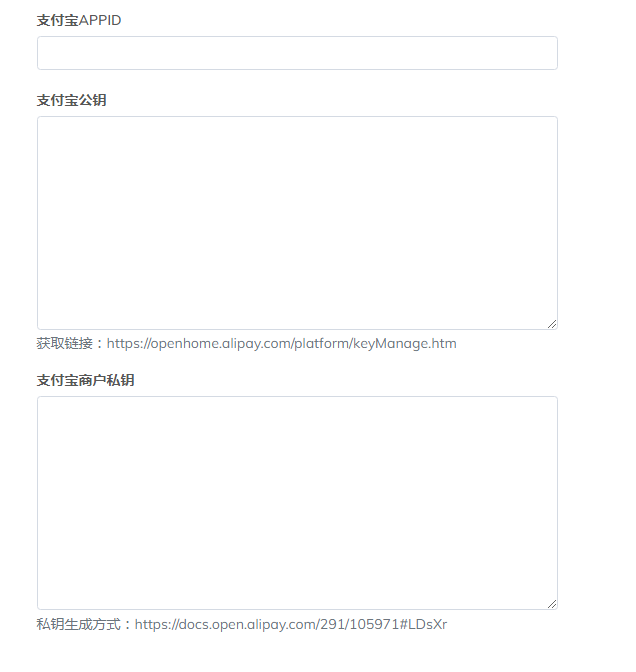 支付宝APPID
支付宝公钥
获取链接：https://openhome.alipay.com/platform/keyManage.htm
支付宝商户私钥
私钥生成方式：https://docs.open.alipay.com/291/105971#LDsXr